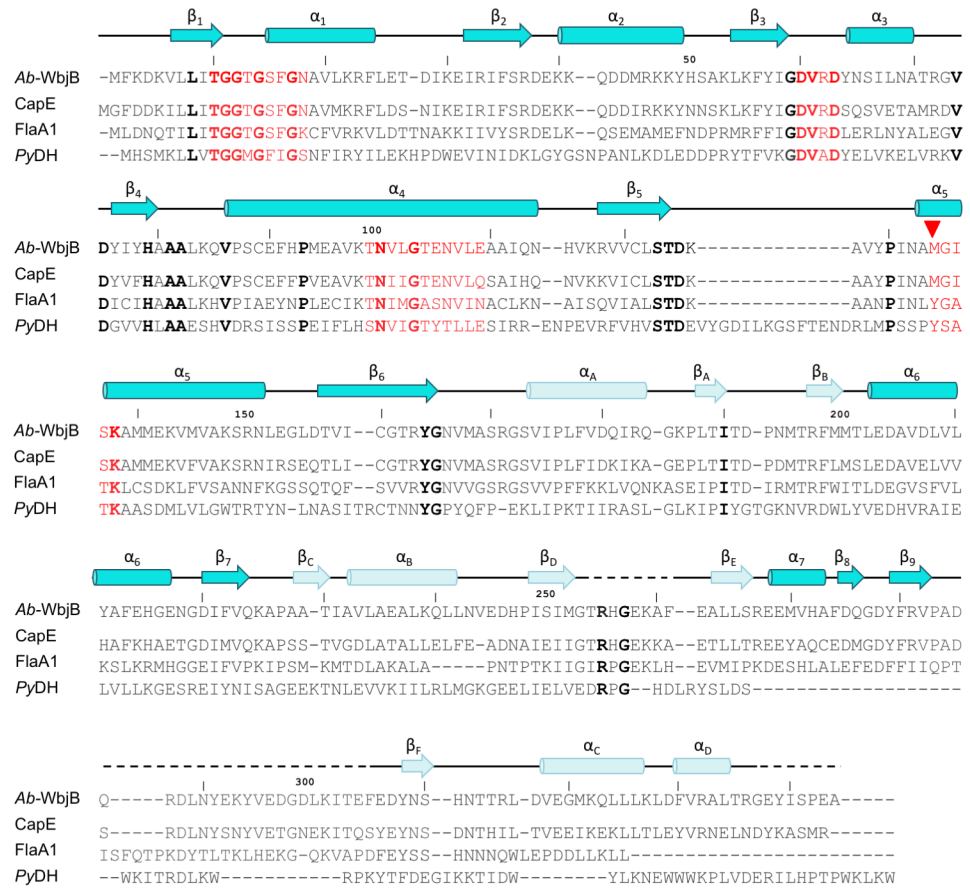 β1 α1 β2 α2 β3 α3
50
Ab-WbjB –MFKDKVLLITGGTGSFGNAVLKRFLET–DIKEIRIFSRDEKK––QDDMRKKYHSAKLKFYIGDVRDYNSILNATRGV
CapE MGFDDKILLITGGTGSFGNAVMKRFLDS–NIKEIRIFSRDEKK––QDDIRKKYNNSKLKFYIGDVRDSQSVETAMRDV
FlaA1 –MLDNQTILITGGTGSFGKCFVRKVLDTTNAKKIIVYSRDELK––QSEMAMEFNDPRMRFFIGDVRDLERLNYALEGV
PyDH ––MHSMKLLVTGGMGFIGSNFIRYILEKHPDWEVINIDKLGYGSNPANLKDLEDDPRYTFVKGDVADYELVKELVRKV
β4 α4 β5 α5
100
Ab-WbjB DYIYHAAALKQVPSCEFHPMEAVKTNVLGTENVLEAAIQN––HVKRVVCLSTDK–––––––––––––––AVYPINAMGI
CapE DYVFHAAALKQVPSCEFFPVEAVKTNIIGTENVLQSAIHQ––NVKKVICLSTDK–––––––––––––––AAYPINAMGI
FlaA1 DICIHAAALKHVPIAEYNPLECIKTNIMGASNVINACLKN––AISQVIALSTDK–––––––––––––––AANPINLYGA
PyDH DGVVHLAAESHVDRSISSPEIFLHSNVIGTYTLLESIRR–ENPEVRFVHVSTDEVYGDILKGSFTENDRLMPSSPYSA
α5 β6 αA βA βB α6
150 200
Ab-WbjB SKAMMEKVMVAKSRNLEGLDTVI––CGTRYGNVMASRGSVIPLFVDQIRQ–GKPLTITD–PNMTRFMMTLEDAVDLVL
CapE SKAMMEKVFVAKSRNIRSEQTLI––CGTRYGNVMASRGSVIPLFIDKIKA–GEPLTITD–PDMTRFLMSLEDAVELVV
FlaA1 TKLCSDKLFVSANNFKGSSQTQF––SVVRYGNVVGSRGSVVPFFKKLVQNKASEIPITD–IRMTRFWITLDEGVSFVL
PyDH TKAASDMLVLGWTRTYN–LNASITRCTNNYGPYQFP–EKLIPKTIIRASL–GLKIPIYGTGKNVRDWLYVEDHVRAIE
α6 β7 βC αB βD βE α7 β8 β9
250
Ab-WbjB YAFEHGENGDIFVQKAPAA–TIAVLAEALKQLLNVEDHPISIMGTRHGEKAF––EALLSREEMVHAFDQGDYFRVPAD
CapE HAFKHAETGDIMVQKAPSS–TVGDLATALLELFE–ADNAIEIIGTRHGEKKA––ETLLTREEYAQCEDMGDYFRVPAD
FlaA1 KSLKRMHGGEIFVPKIPSM–KMTDLAKALA––––PNTPTKIIGIRPGEKLH––EVMIPKDESHLALEFEDFFIIQPT
PyDH LVLLKGESREIYNISAGEEKTNLEVVKIILRLMGKGEELIELVEDRPG––HDLRYSLDS–––––––––––––––––––
βF αC αD
300
Ab-WbjB Q–––––RDLNYEKYVEDGDLKITEFEDYNS–HNTTRL–DVEGMKQLLLKLDFVRALTRGEYISPEA–––––
CapE S–––––RDLNYSNYVETGNEKITQSYEYNS–DNTHIL–TVEEIKEKLLTLEYVRNELNDYKASMR––––––
FlaA1 ISFQTPKDYTLTKLHEKG–QKVAPDFEYSS–HNNNQWLEPDDLLKLL––––––––––––––––––––––––
PyDH ––WKITRDLKW–––––––RPKYTFDEGIKKTIDW–––––––––YLKNEWWWKPLVDERILHPTPWKLKW